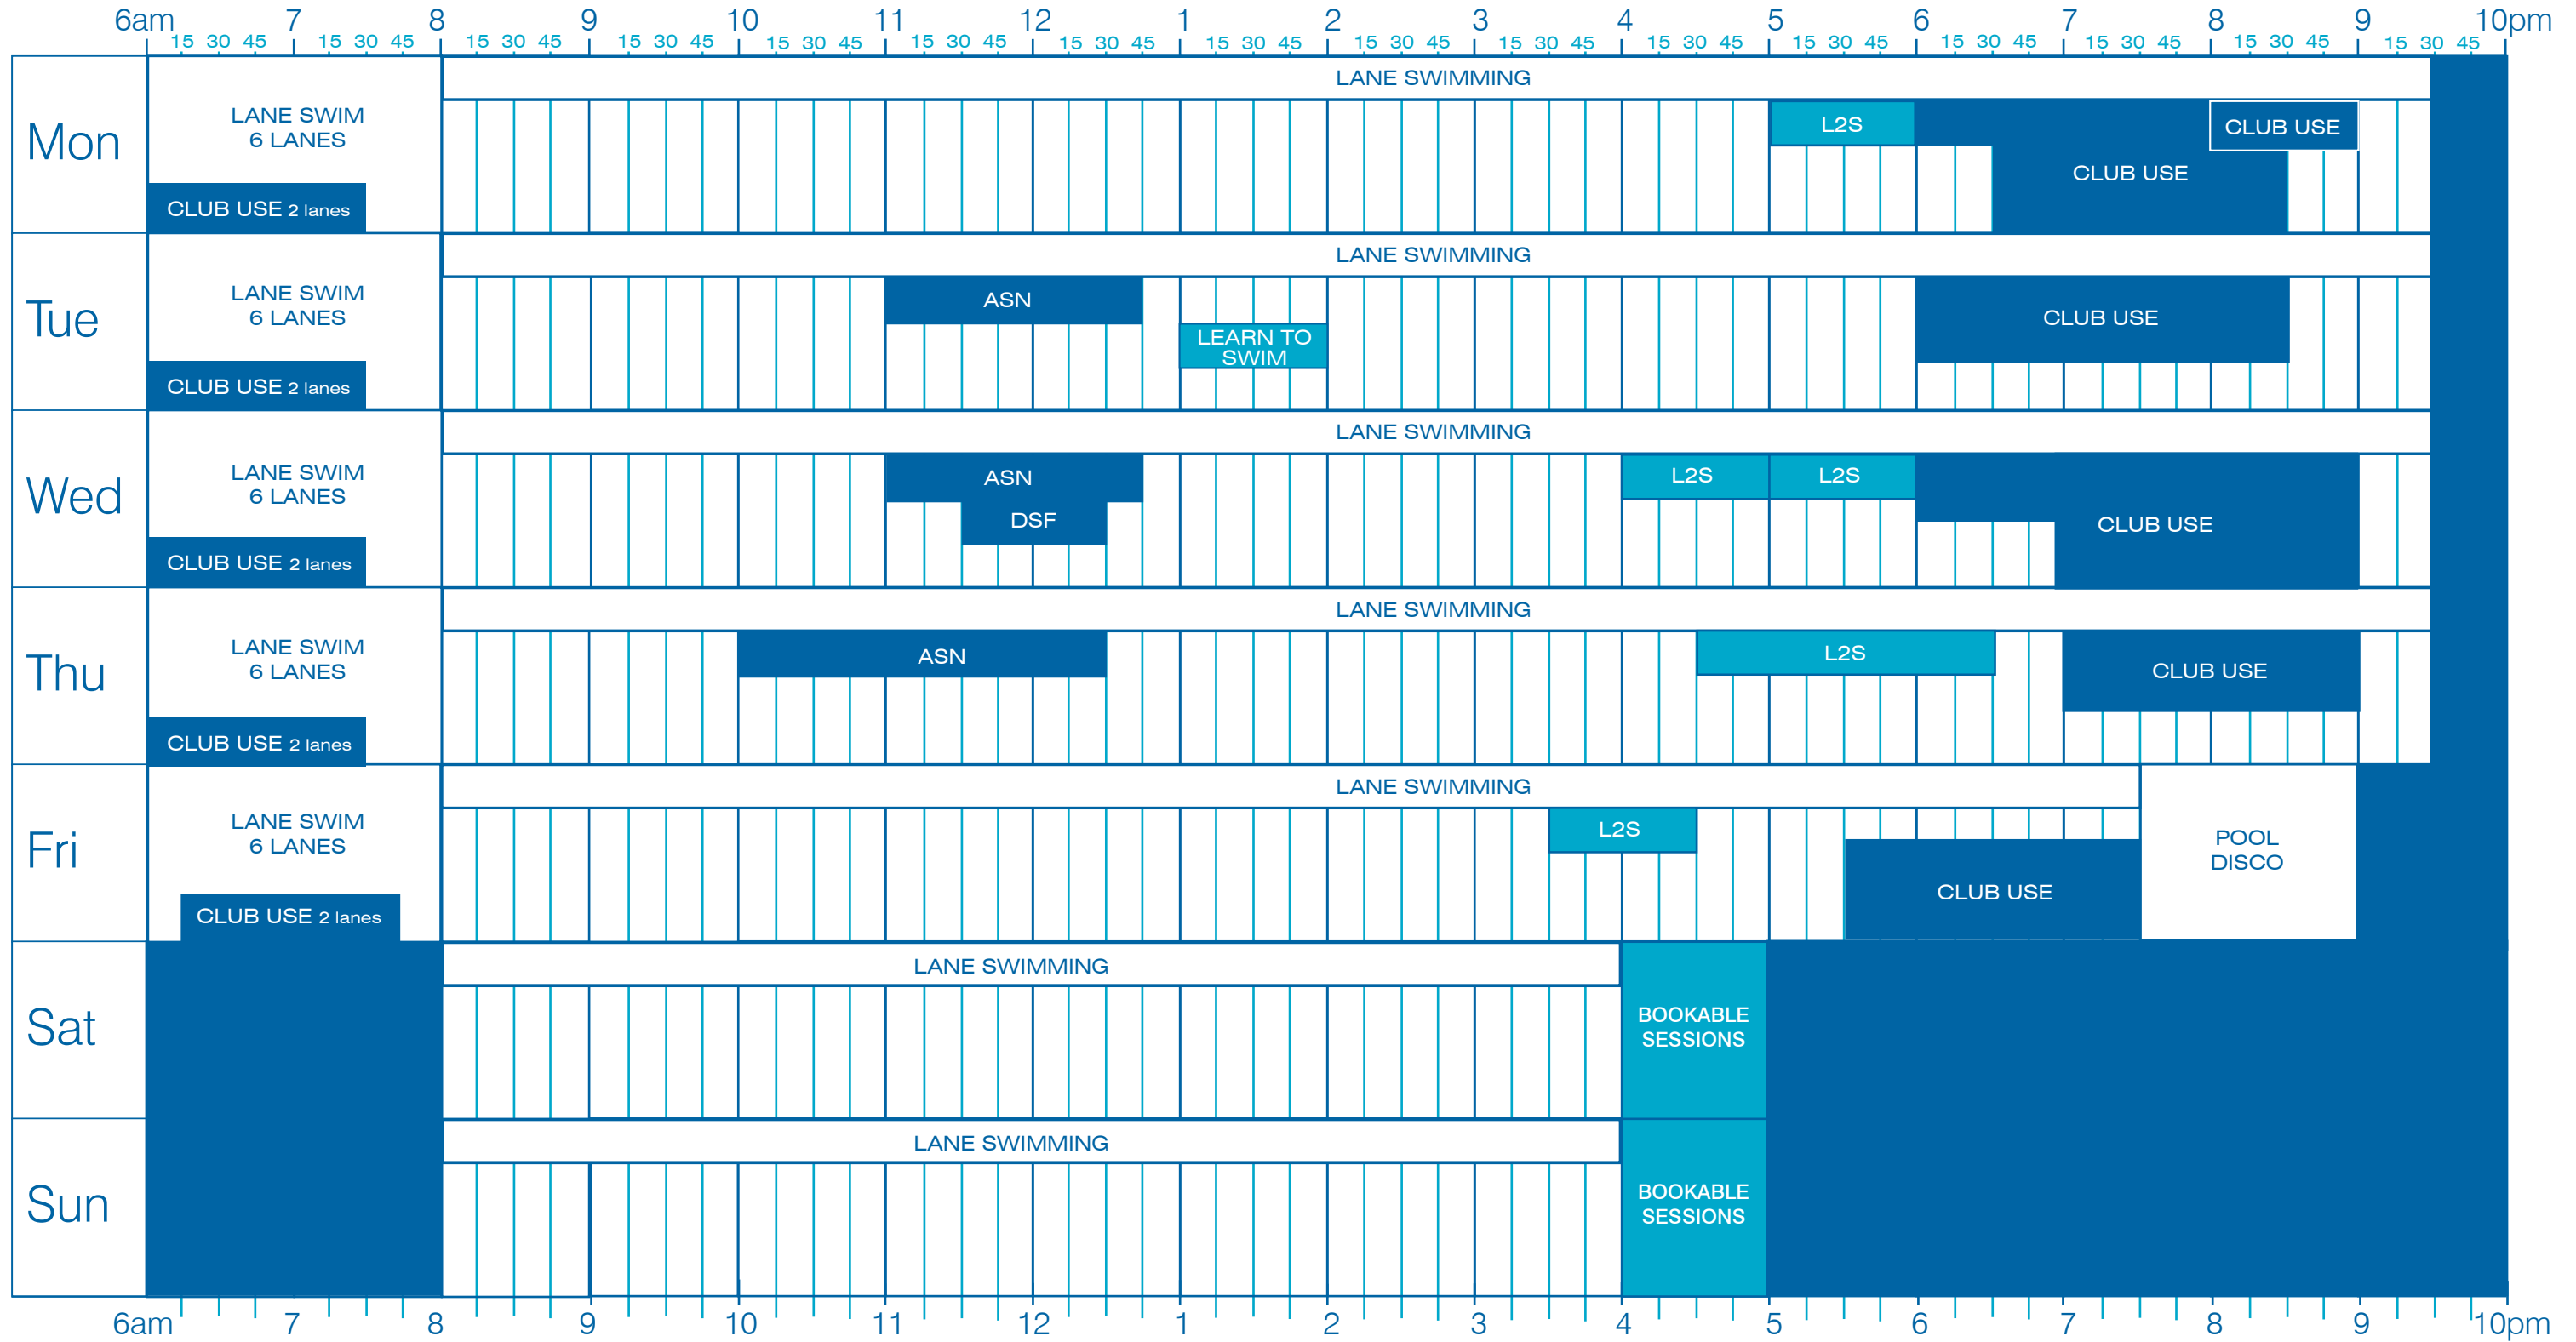 6am 7 8 9 10 11 12 1 2 3 4 5 6 7 8 9 10pm
15 30 45 15 30 45 15 30 45 15 30 45 15 30 45 15 30 45 15 30 45 15 30 45 15 30 45 15 30 45 15 30 45 15 30 45 15 30 45 15 30 45 15 30 45 15 30 45
LANE SWIMMING
Mon
LANE SWIM
6 LANES
CLUB USE 2 lanes
L2S
CLUB USE
CLUB USE
LANE SWIMMING
Tue
LANE SWIM
6 LANES
CLUB USE 2 lanes
ASN
LEARN TO
SWIM
CLUB USE
LANE SWIMMING
Wed
LANE SWIM
6 LANES
CLUB USE 2 lanes
ASN
DSF
L2S
L2S
CLUB USE
LANE SWIMMING
Thu
LANE SWIM
6 LANES
CLUB USE 2 lanes
ASN
L2S
CLUB USE
LANE SWIMMING
Fri
LANE SWIM
6 LANES
CLUB USE 2 lanes
L2S
CLUB USE
POOL
DISCO
LANE SWIMMING
Sat
BOOKABLE
SESSIONS
LANE SWIMMING
Sun
BOOKABLE
SESSIONS
6am 7 8 9 10 11 12 1 2 3 4 5 6 7 8 9 10pm